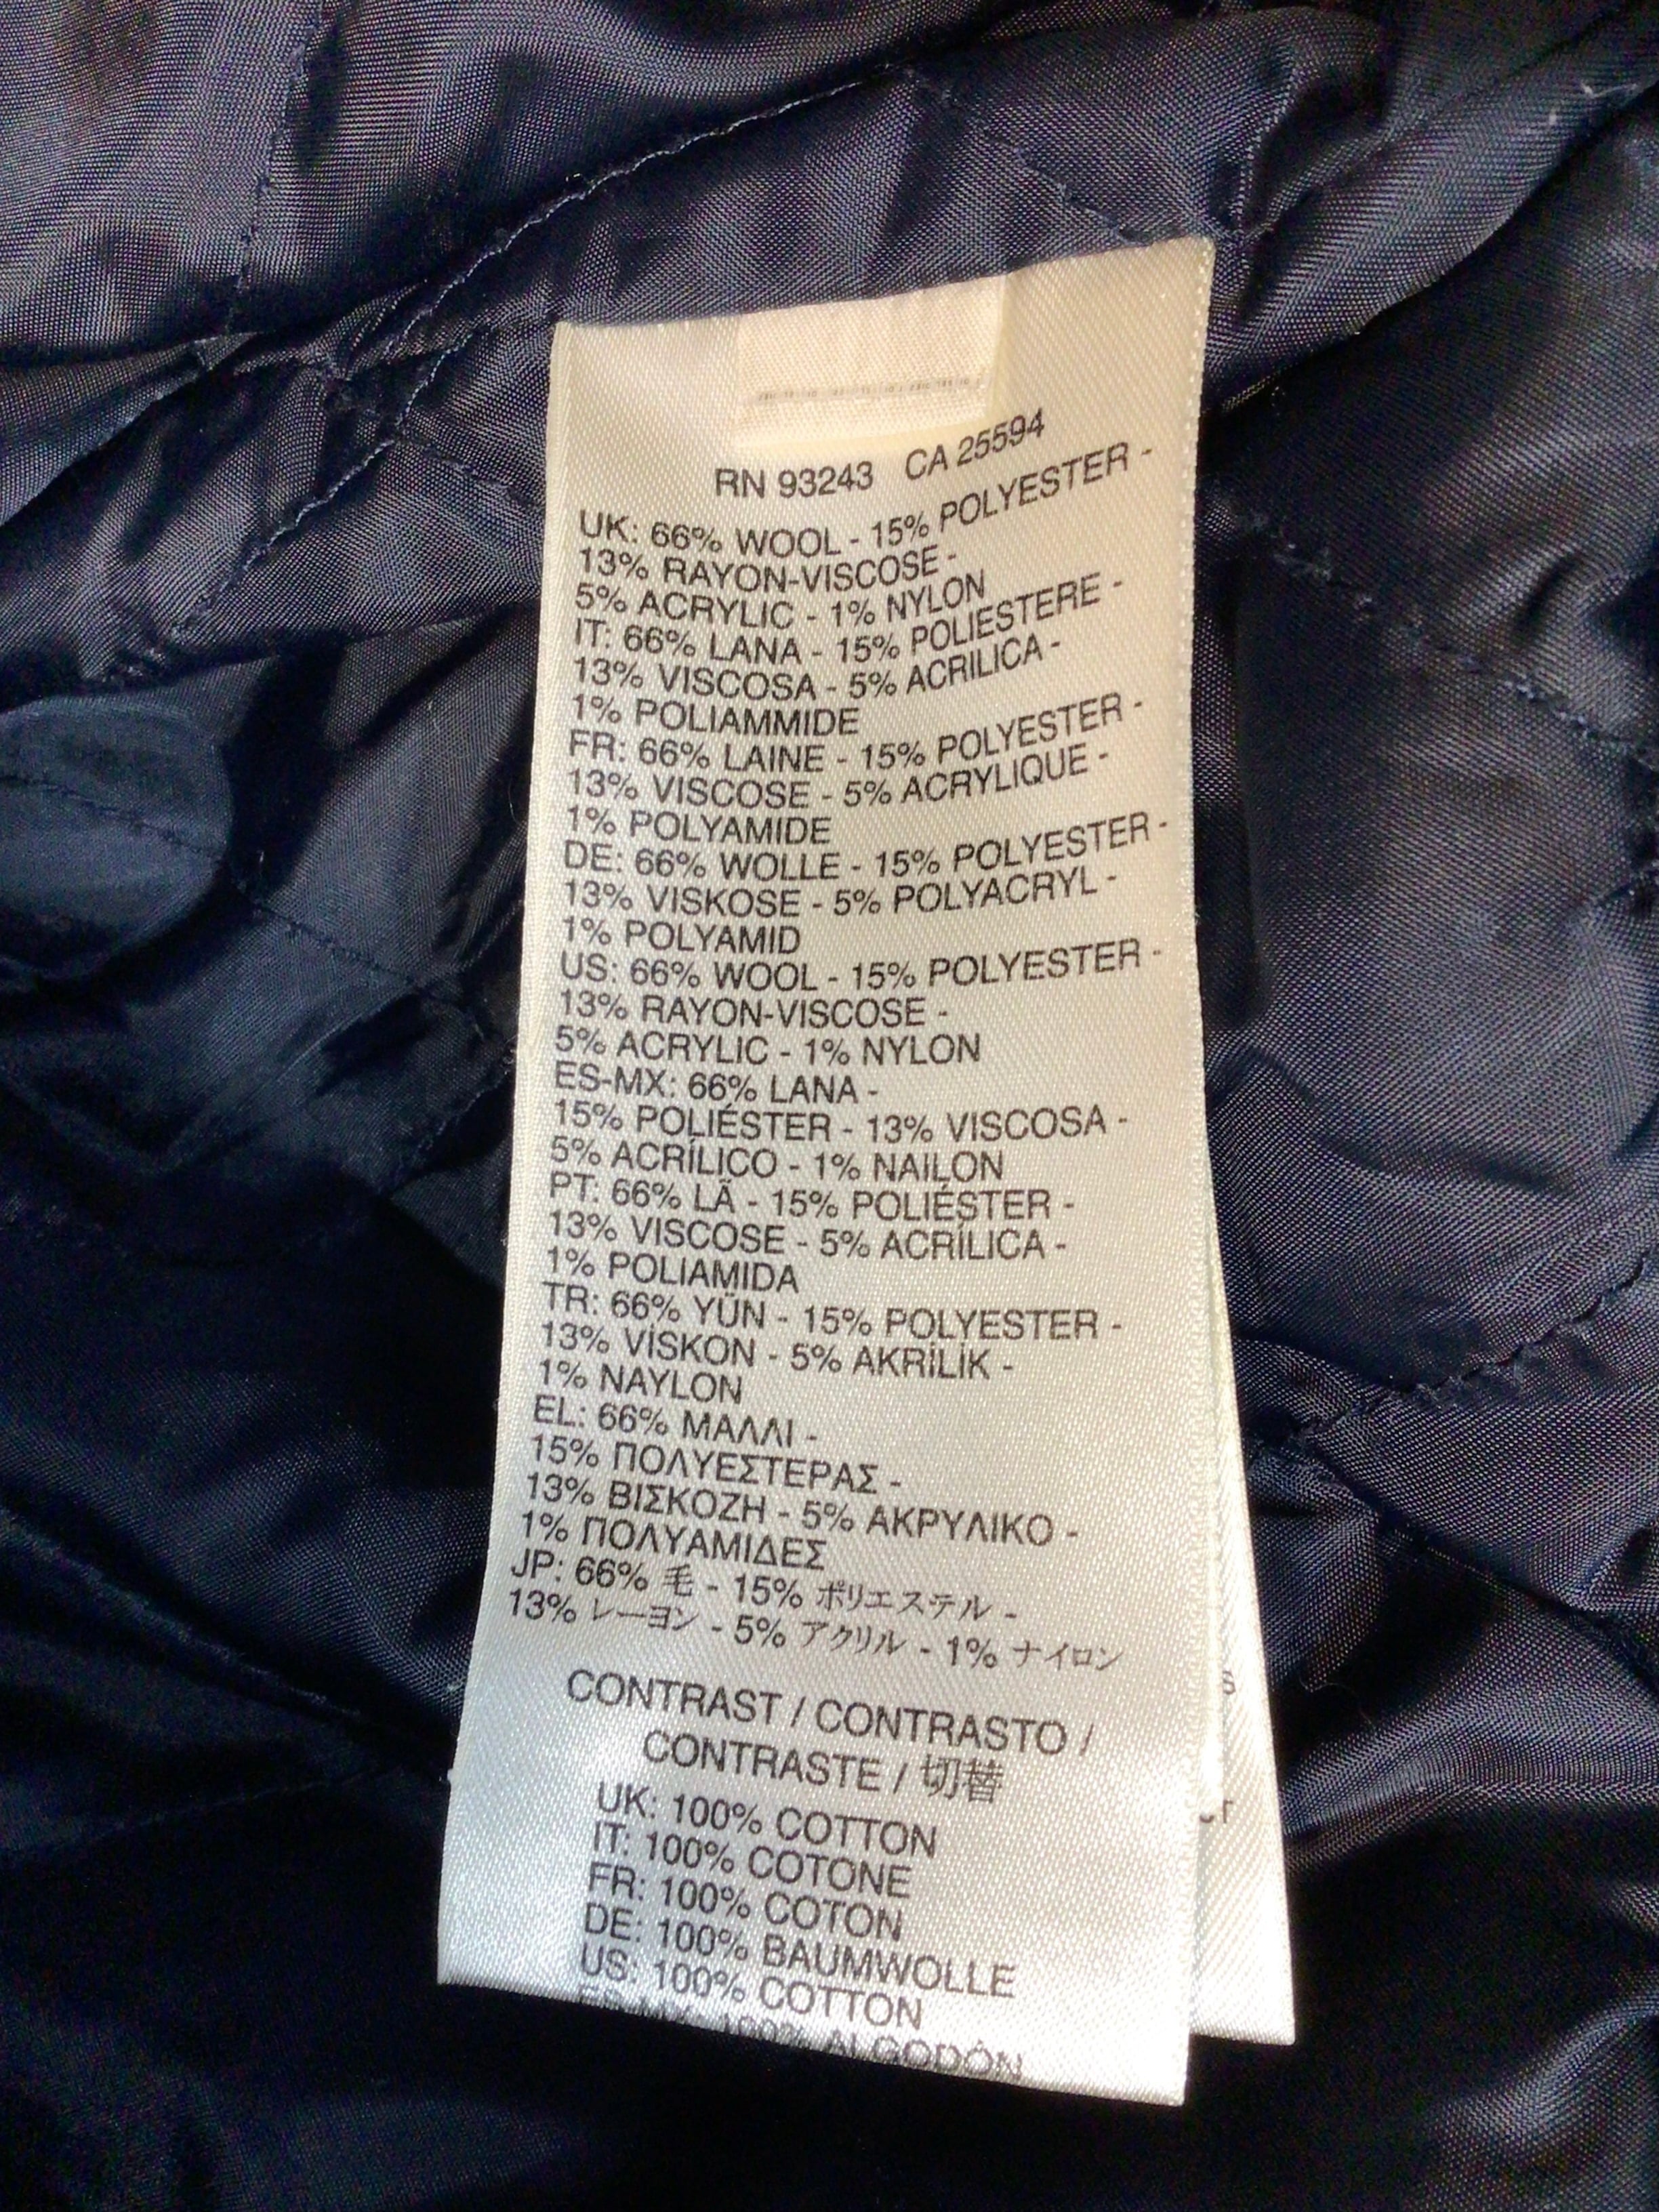 RN 93243 CA 25594
UK: 66% WOOL - 15% POLYESTER -
13% RAYON-VISCOSE -
5% ACRYLIC - 1% NYLON
IT: 66% LANA - 15% POLIESTERE -
13% VISCOSA - 5% ACRILICA -
1% POLIAMMIDE
FR: 66% LAINE - 15% POLYESTER -
13% VISCOSE - 5% ACRYLIQUE -
1% POLYAMIDE
DE: 66% WOLLE - 15% POLYESTER -
13% VISKOSE - 5% POLYACRYL -
1% POLYAMID
US: 66% WOOL - 15% POLYESTER -
13% RAYON-VISCOSE -
5% ACRYLIC - 1% NYLON
ES-MX: 66% LANA -
15% POLIÉSTER - 13% VISCOSA -
5% ACRÍLICO - 1% NAILON
PT: 66% LÃ - 15% POLIÉSTER -
13% VISCOSE - 5% ACRÍLICA -
1% POLIAMIDA
TR: 66% YÜN - 15% POLYESTER -
13% VİSKON - 5% AKRİLİK -
1% NAYLON
EL: 66% ΜΑΛΛΙ -
15% ΠΟΛΥΕΣΤΕΡΑΣ -
13% ΒΙΣΚΟΖΗ - 5% ΑΚΡΥΛΙΚΟ -
1% ΠΟΛΥΑΜΙΔΕΣ
JP: 66% 毛 - 15% ポリエステル -
13% レーヨン - 5% アクリル - 1% ナイロン
CONTRAST / CONTRASTO /
CONTRASTE / 切替
UK: 100% COTTON
IT: 100% COTONE
FR: 100% COTON
DE: 100% BAUMWOLLE
US: 100% COTTON
ES-MX: 100% ALGODÓN